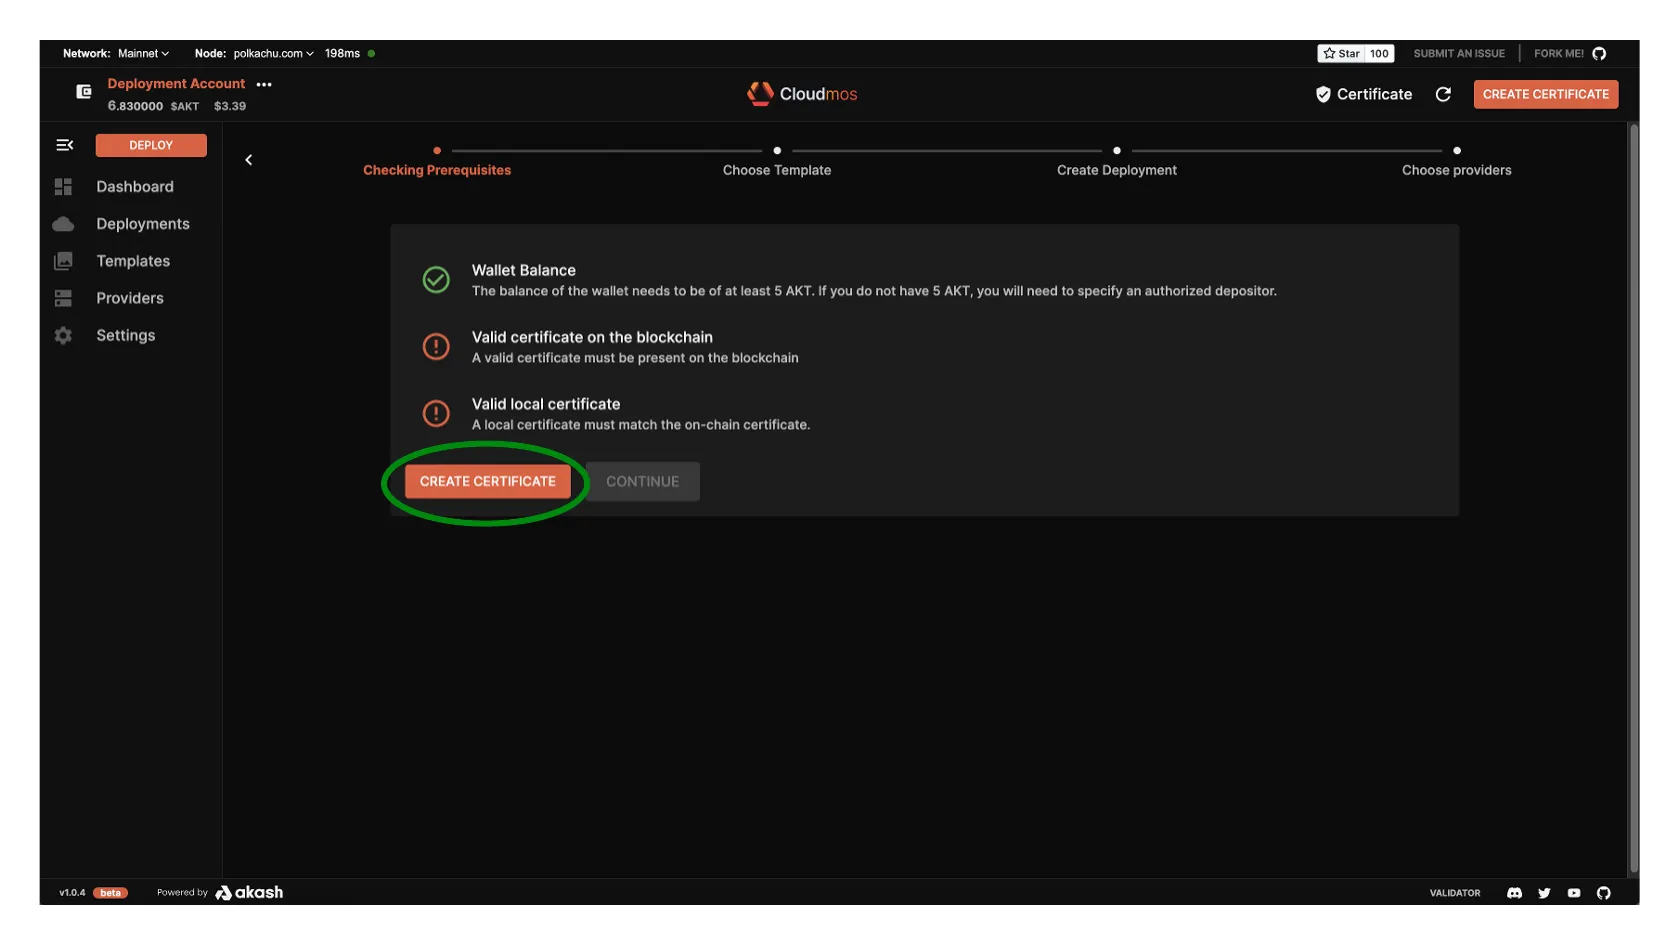 Network: Mainnet Node: polkachu.com 198ms Star 100 SUBMIT AN ISSUE FORK ME!
Deployment Account
6.830000 $AKT $3.39
Cloudmos
Certificate
CREATE CERTIFICATE
DEPLOY
Dashboard
Deployments
Templates
Providers
Settings
Checking Prerequisites Choose Template Create Deployment Choose providers
Wallet Balance
The balance of the wallet needs to be of at least 5 AKT. If you do not have 5 AKT, you will need to specify an authorized depositor.
Valid certificate on the blockchain
A valid certificate must be present on the blockchain
Valid local certificate
A local certificate must match the on-chain certificate.
CREATE CERTIFICATE CONTINUE
v1.0.4 beta Powered by akash VALIDATOR